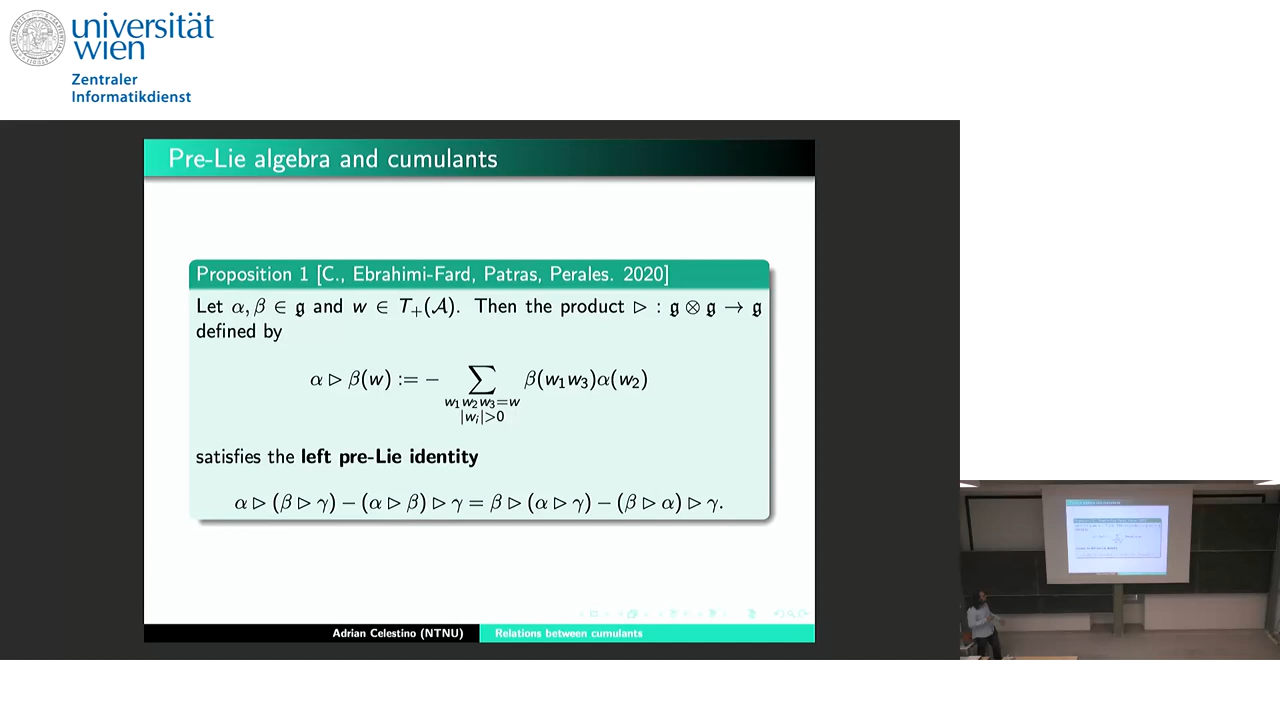 universität
wien
Zentraler
Informatikdienst
Pre-Lie algebra and cumulants
Proposition 1 [C., Ebrahimi-Fard, Patras, Perales. 2020]
Let α, β ∈ 𝔤 and w ∈ T₊(𝒜). Then the product ▷ : 𝔤 ⊗ 𝔤 → 𝔤
defined by
α ▷ β(w) := − ∑ β(w₁w₃)α(w₂)
w₁w₂w₃=w
|wᵢ|>0
satisfies the left pre-Lie identity
α ▷ (β ▷ γ) − (α ▷ β) ▷ γ = β ▷ (α ▷ γ) − (β ▷ α) ▷ γ.
Adrian Celestino (NTNU)
Relations between cumulants